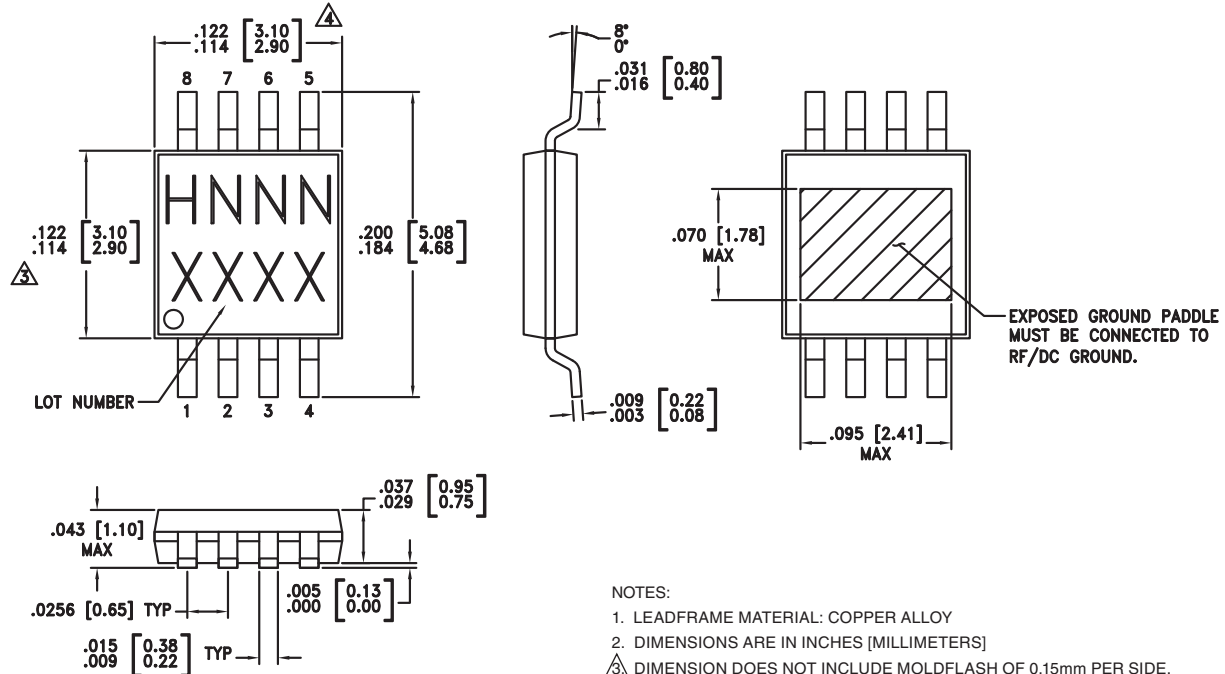 .122 [3.10]
.114 [2.90]
4
8 7 6 5
HNNN
XXXX
.122 [3.10]
.114 [2.90]
3
.200 [5.08]
.184 [4.68]
LOT NUMBER
1 2 3 4
8°
0°
.031 [0.80]
.016 [0.40]
.009 [0.22]
.003 [0.08]
.070 [1.78]
MAX
EXPOSED GROUND PADDLE
MUST BE CONNECTED TO
RF/DC GROUND.
.095 [2.41]
MAX
.037 [0.95]
.029 [0.75]
.043 [1.10]
MAX
.005 [0.13]
.000 [0.00]
.0256 [0.65] TYP
.015 [0.38]
.009 [0.22]
TYP
NOTES:
1. LEADFRAME MATERIAL: COPPER ALLOY
2. DIMENSIONS ARE IN INCHES [MILLIMETERS]
3. DIMENSION DOES NOT INCLUDE MOLDFLASH OF 0.15mm PER SIDE.